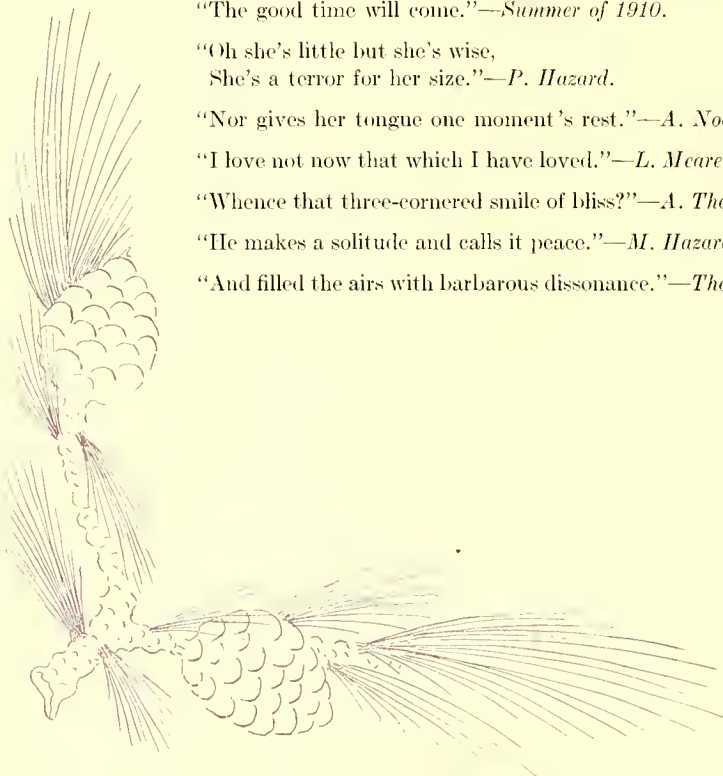 “The good time will come.”—Summer of 1910.
“Oh she’s little but she’s wise,
She’s a terror for her size.”—P. Hazard.
“Nor gives her tongue one moment’s rest.”—A.
“I love not now that which I have loved.”—L.
“Whence that three-cornered smile of bliss?”—A.
“He makes a solitude and calls it peace.”—M. Hazar
“And filled the airs with barbarous dissonance.”—The